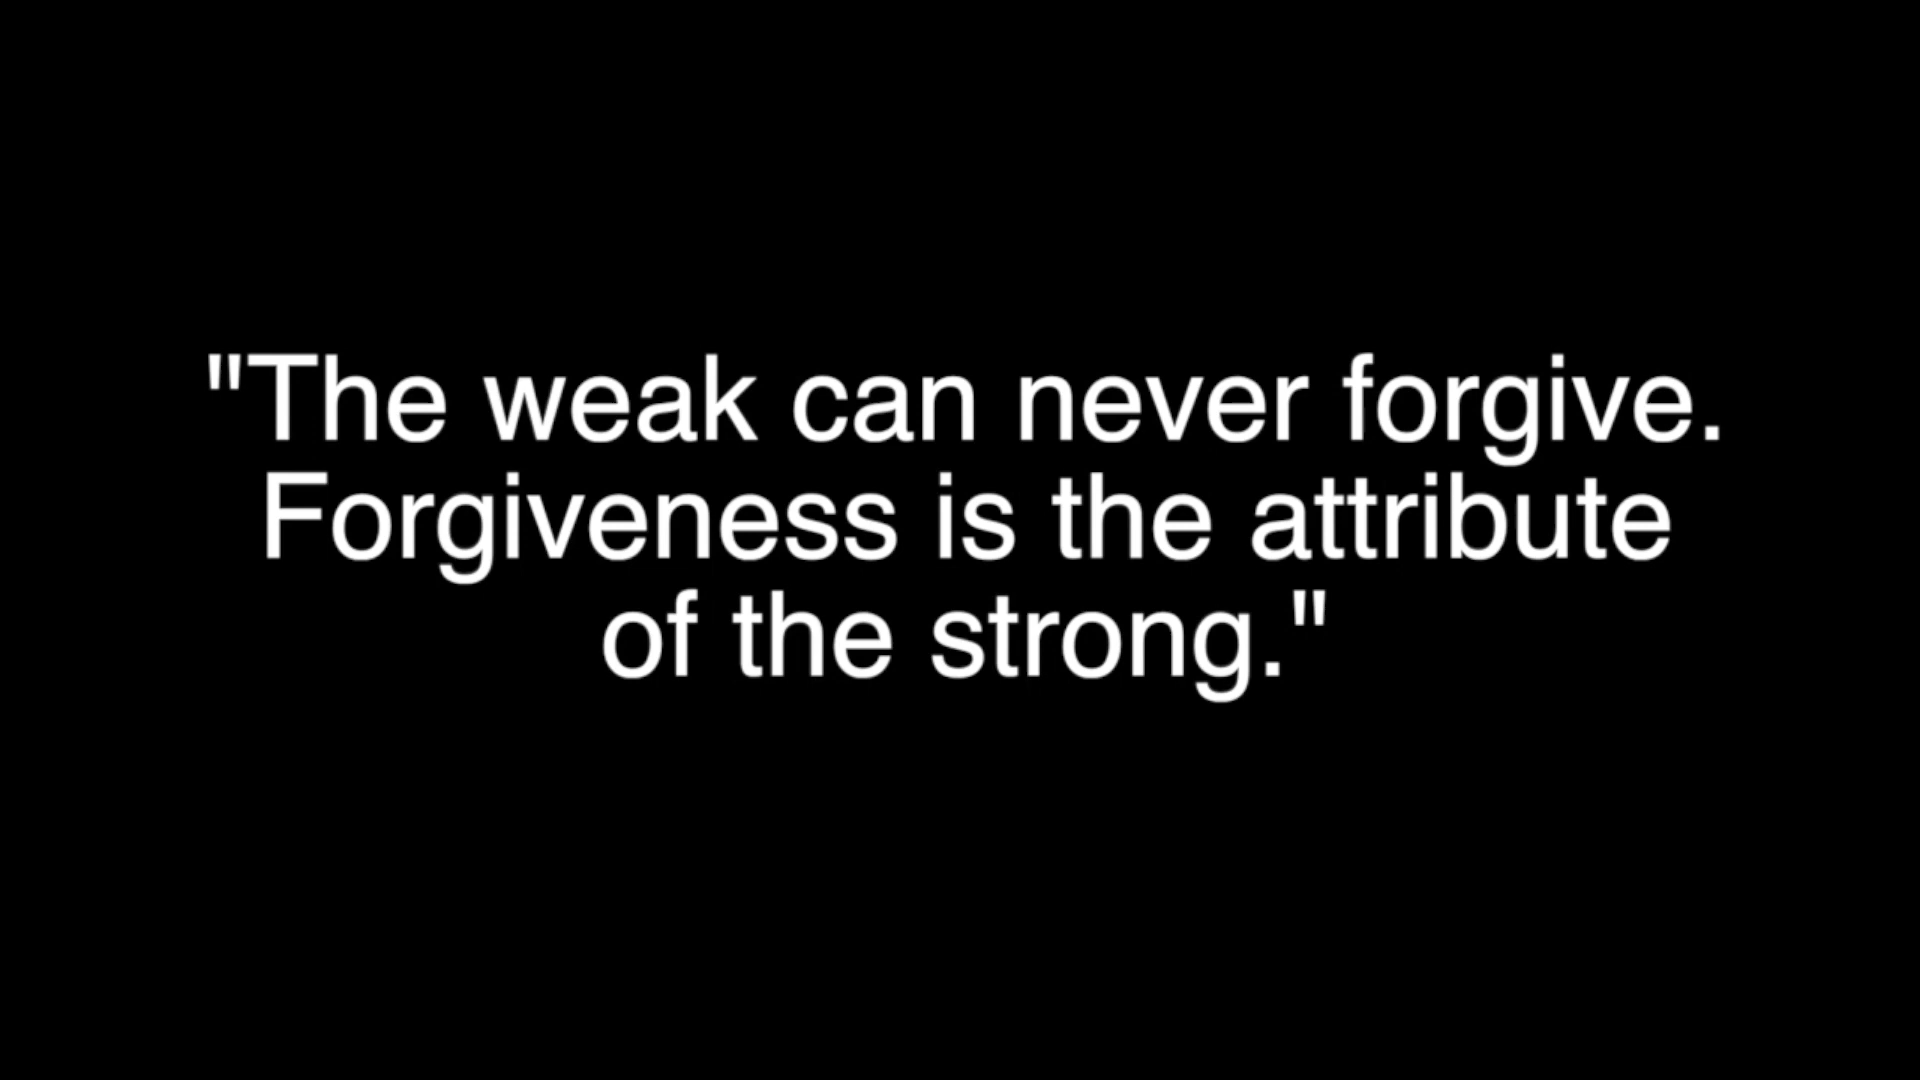 "The weak can never forgive.
Forgiveness is the attribute
of the strong."